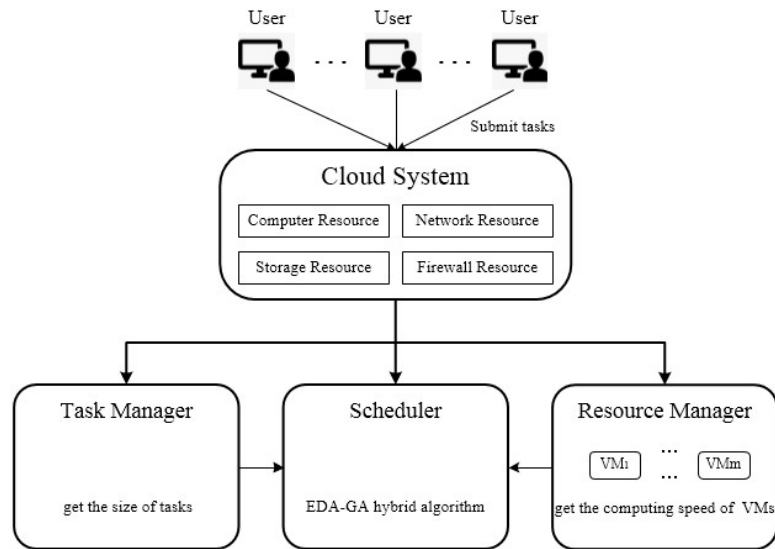 User User User
... ...
Submit tasks
Cloud System
Computer Resource Network Resource
Storage Resource Firewall Resource
Task Manager Scheduler Resource Manager
VM1 ... ... VMm
get the size of tasks EDA-GA hybrid algorithm get the computing speed of VMs